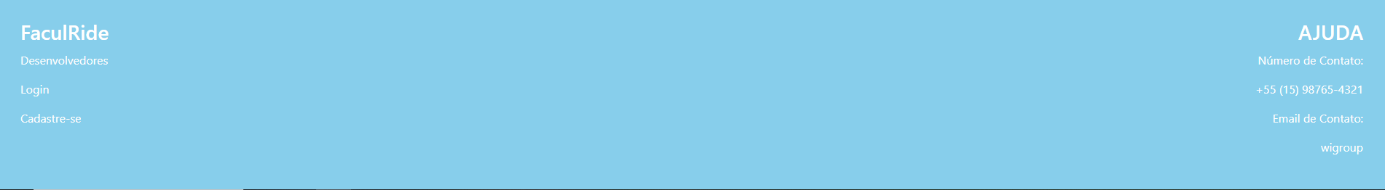 FaculRide
Desenvolvedores
Login
Cadastre-se
AJUDA
Número de Contato:
+55 (15) 98765-4321
Email de Contato:
wigroup